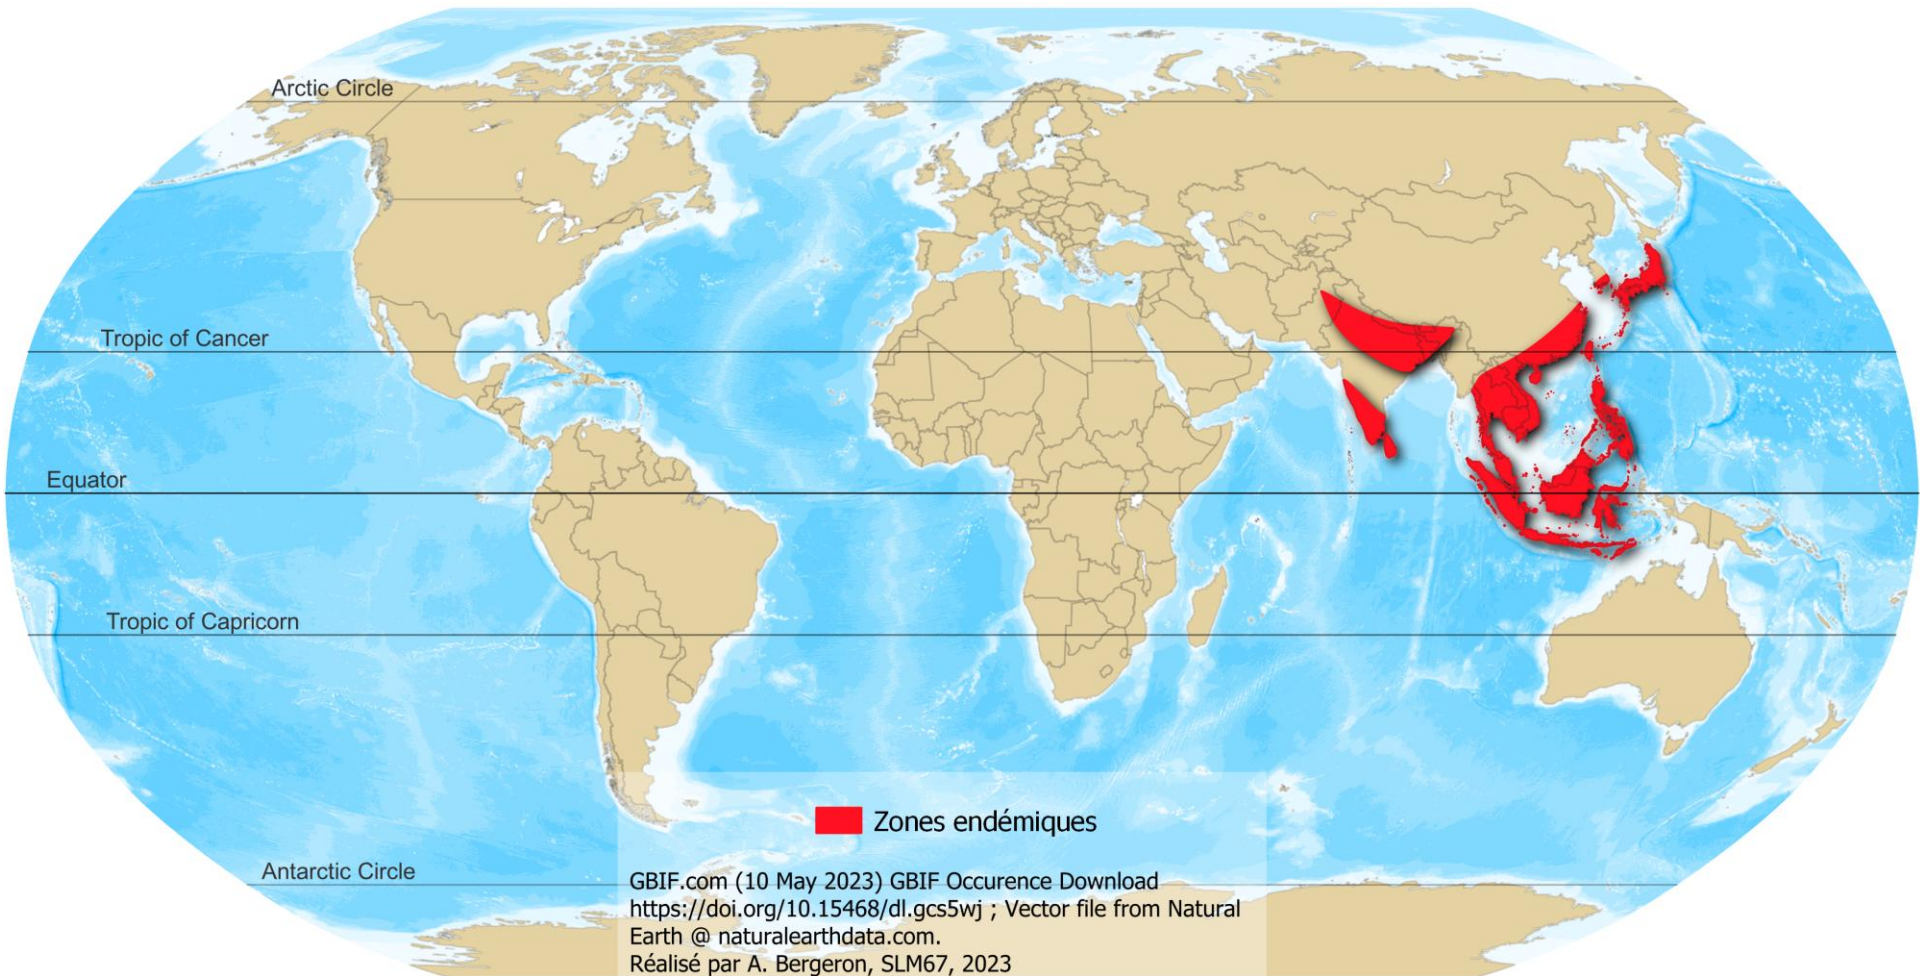 Arctic Circle
Tropic of Cancer
Equator
Tropic of Capricorn
Antarctic Circle
Zones endémiques
GBIF.com (10 May 2023) GBIF Occurence Download
https://doi.org/10.15468/dl.gcs5wj ; Vector file from Natural
Earth @ naturalearthdata.com.
Réalisé par A. Bergeron, SLM67, 2023